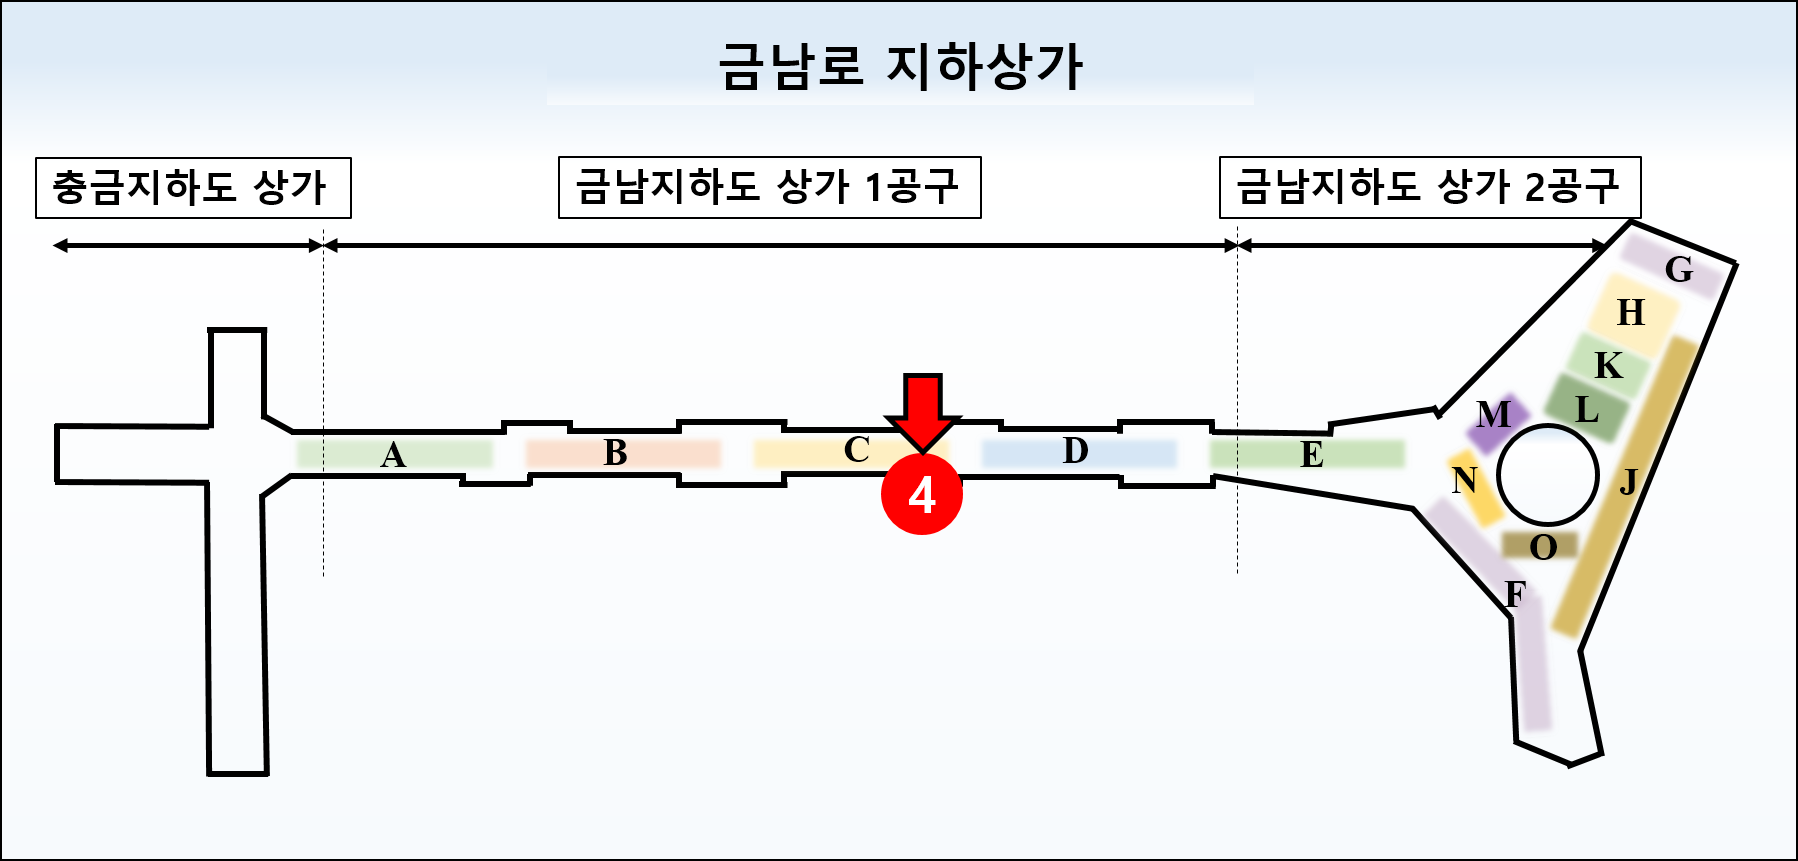 금남로 지하상가
충금지하도 상가
금남지하도 상가 1공구
금남지하도 상가 2공구
G
H
K
L
M
A
B
C
D
E
N
J
4
O
F